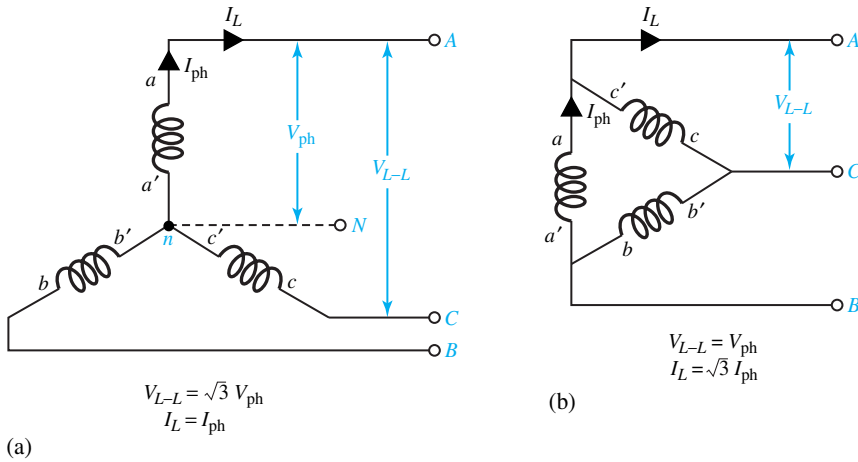 I_L
A
a
I_ph
V_ph
V_L–L
a′
n
N
b′
c′
b
c
C
B
V_L–L = √3 V_ph
I_L = I_ph
(a)
I_L
A
c′
I_ph
V_L–L
a
c
C
b′
a′
b
B
V_L–L = V_ph
I_L = √3 I_ph
(b)